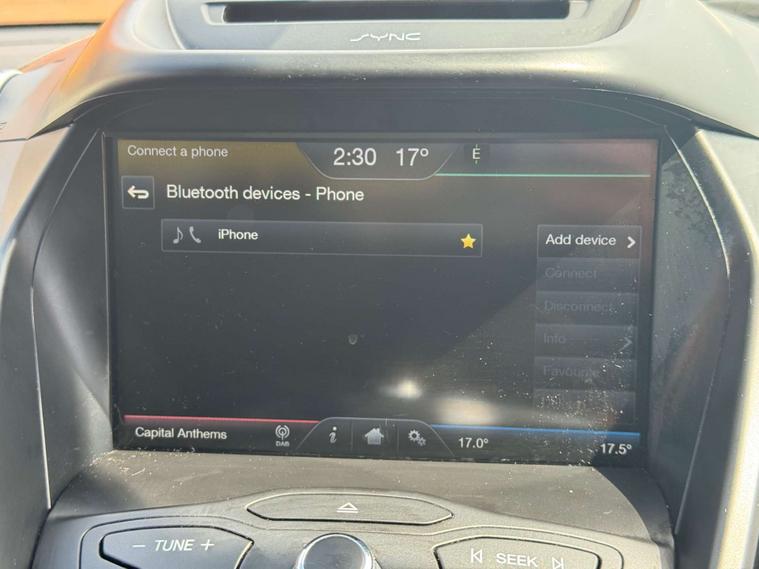 SYNC
Connect a phone
2:30 17° E
Bluetooth devices - Phone
iPhone
Add device
Connect
Disconnect
Info
Favourite
Capital Anthems
DAB
i
17.0°
17.5°
– TUNE +
SEEK